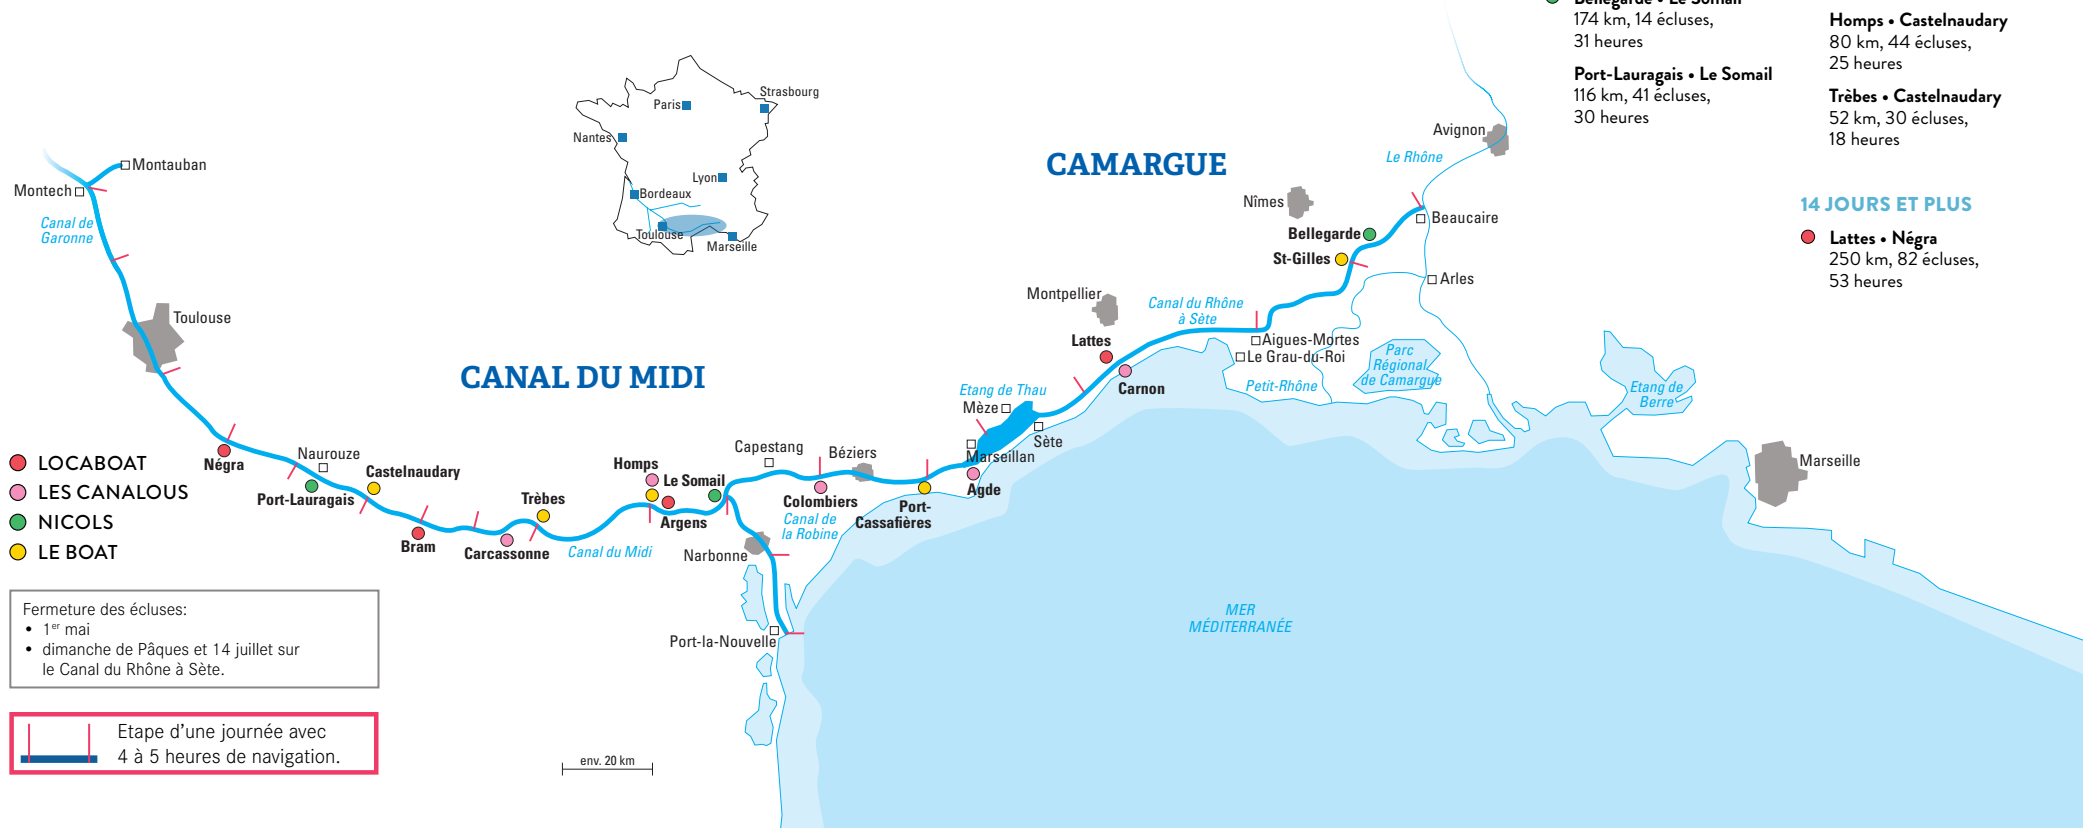 Bellegarde • Le Somail
174 km, 14 écluses,
31 heures
Port-Lauragais • Le Somail
116 km, 41 écluses,
30 heures
Homps • Castelnaudary
80 km, 44 écluses,
25 heures
Trèbes • Castelnaudary
52 km, 30 écluses,
18 heures
14 JOURS ET PLUS
Lattes • Négra
250 km, 82 écluses,
53 heures
Paris
Strasbourg
Nantes
Lyon
Bordeaux
Toulouse
Marseille
CAMARGUE
CANAL DU MIDI
Montauban
Montech
Canal de
Garonne
Toulouse
Négra
Naurouze
Port-Lauragais
Castelnaudary
Bram
Carcassonne
Trèbes
Canal du Midi
Homps
Argens
Le Somail
Capestang
Colombiers
Canal de
la Robine
Béziers
Narbonne
Port-la-Nouvelle
Port-
Cassafières
Agde
Marseillan
Mèze
Etang de Thau
Sète
Montpellier
Lattes
Carnon
Canal du Rhône
à Sète
Aigues-Mortes
Le Grau-du-Roi
Petit-Rhône
Parc
Régional
de Camargue
Nîmes
Bellegarde
St-Gilles
Beaucaire
Arles
Avignon
Le Rhône
Etang de
Berre
Marseille
MER
MÉDITERRANÉE
LOCABOAT
LES CANALOUS
NICOLS
LE BOAT
Fermeture des écluses:
• 1er mai
• dimanche de Pâques et 14 juillet sur
le Canal du Rhône à Sète.
Etape d'une journée avec
4 à 5 heures de navigation.
env. 20 km